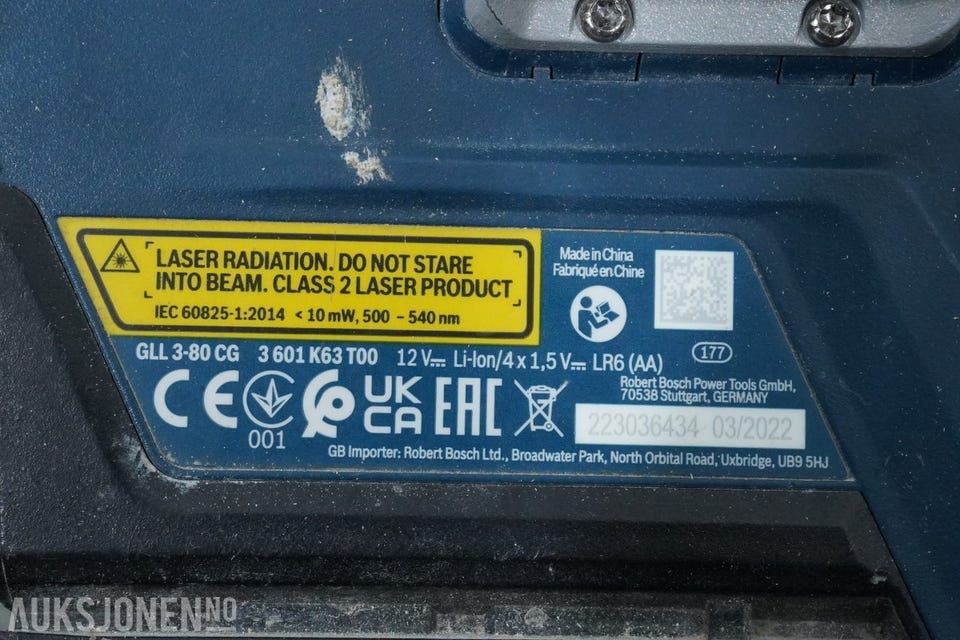 LASER RADIATION. DO NOT STARE
INTO BEAM. CLASS 2 LASER PRODUCT
IEC 60825-1:2014 < 10 mW, 500 – 540 nm
Made in China
Fabriqué en Chine
GLL 3-80 CG 3 601 K63 T00 12 V⎓ Li-Ion/4 x 1,5 V⎓ LR6 (AA)
177
Robert Bosch Power Tools GmbH,
70538 Stuttgart, GERMANY
CE
001
UK
CA
EAC
223036434 03/2022
GB Importer: Robert Bosch Ltd., Broadwater Park, North Orbital Road, Uxbridge, UB9 5HJ
AUKSJONEN.NO